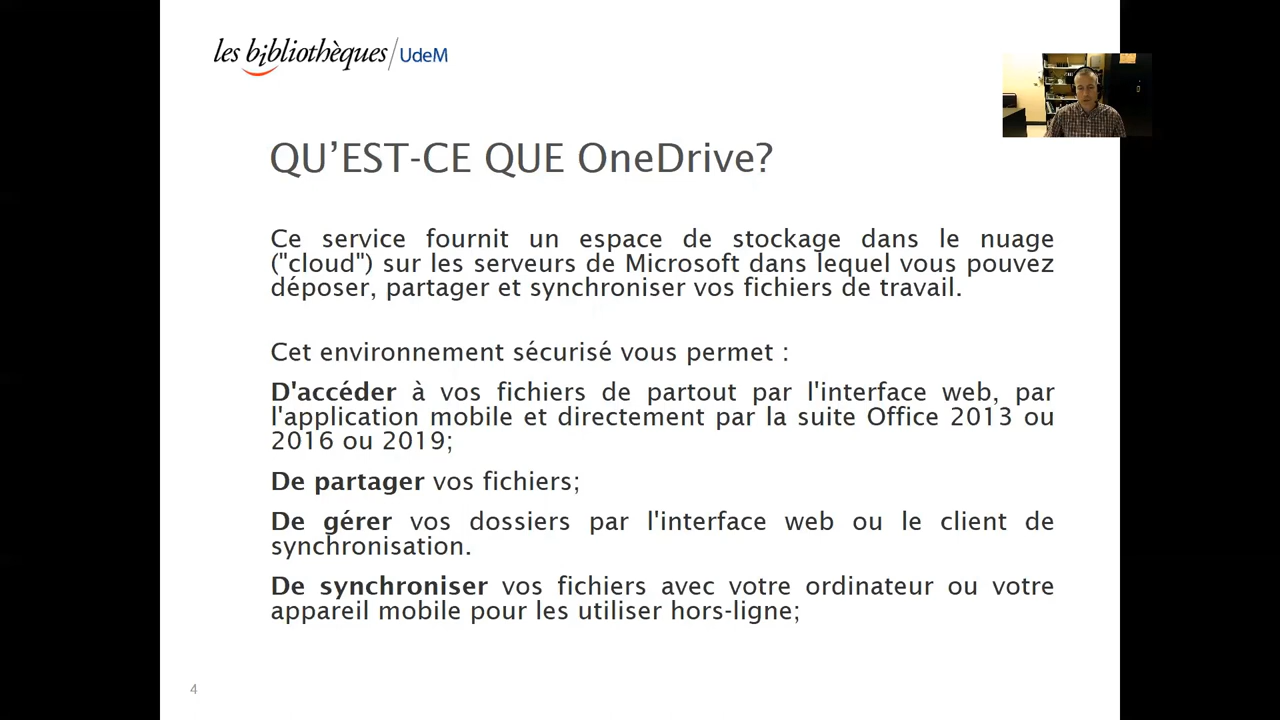 les bibliothèques/UdeM
QU’EST-CE QUE OneDrive?
Ce service fournit un espace de stockage dans le nuage
("cloud") sur les serveurs de Microsoft dans lequel vous pouvez
déposer, partager et synchroniser vos fichiers de travail.
Cet environnement sécurisé vous permet :
D'accéder à vos fichiers de partout par l'interface web, par
l'application mobile et directement par la suite Office 2013 ou
2016 ou 2019;
De partager vos fichiers;
De gérer vos dossiers par l'interface web ou le client de
synchronisation.
De synchroniser vos fichiers avec votre ordinateur ou votre
appareil mobile pour les utiliser hors-ligne;
4